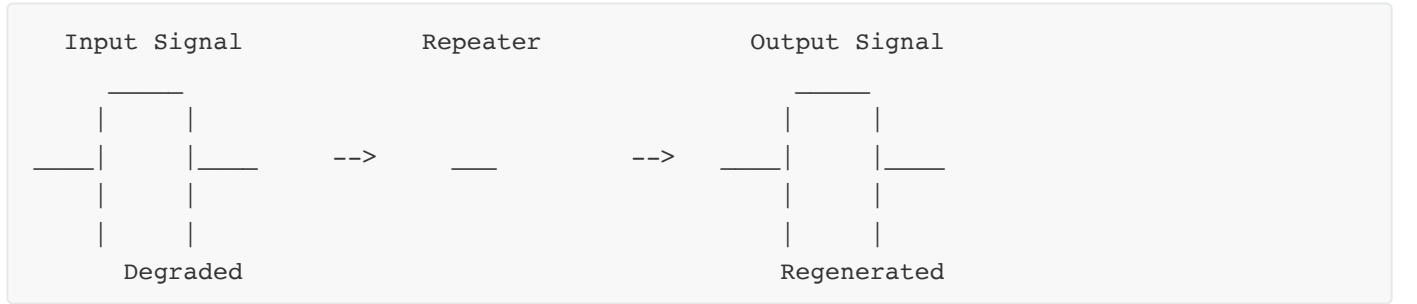 Input Signal Repeater Output Signal
--> -->
Degraded Regenerated